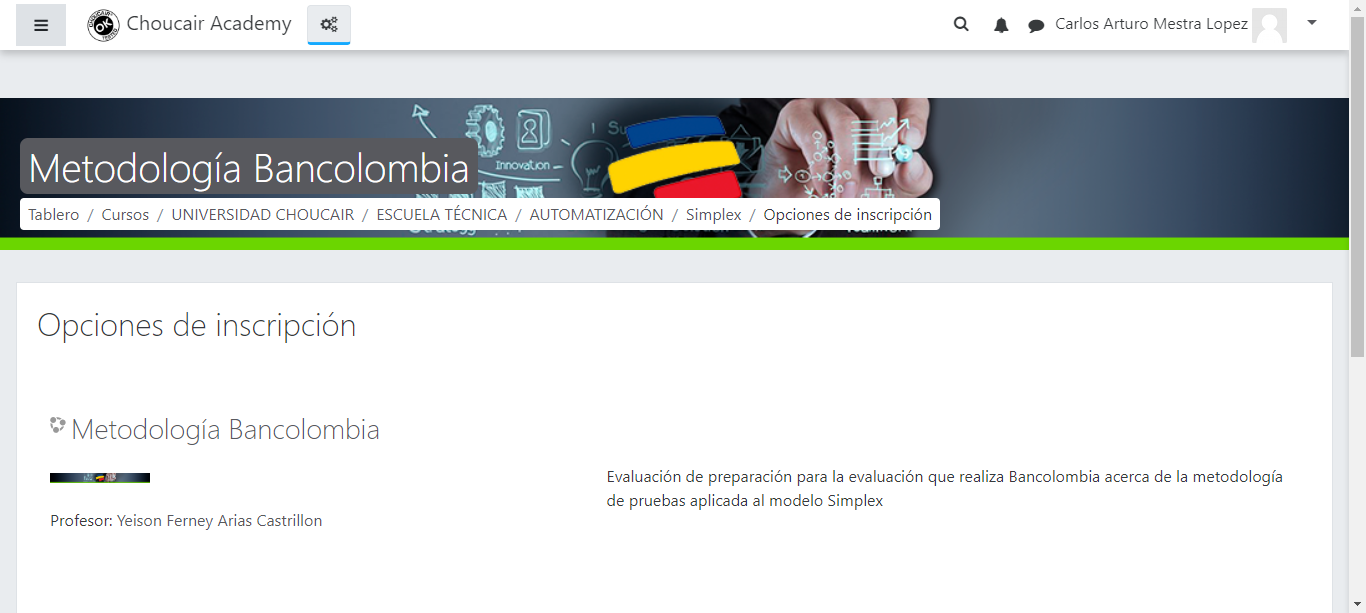 Choucair Academy
Carlos Arturo Mestra Lopez
Innovation
Metodología Bancolombia
Tablero / Cursos / UNIVERSIDAD CHOUCAIR / ESCUELA TÉCNICA / AUTOMATIZACIÓN / Simplex / Opciones de inscripción
Opciones de inscripción
Metodología Bancolombia
Evaluación de preparación para la evaluación que realiza Bancolombia acerca de la metodología
de pruebas aplicada al modelo Simplex
Profesor: Yeison Ferney Arias Castrillon